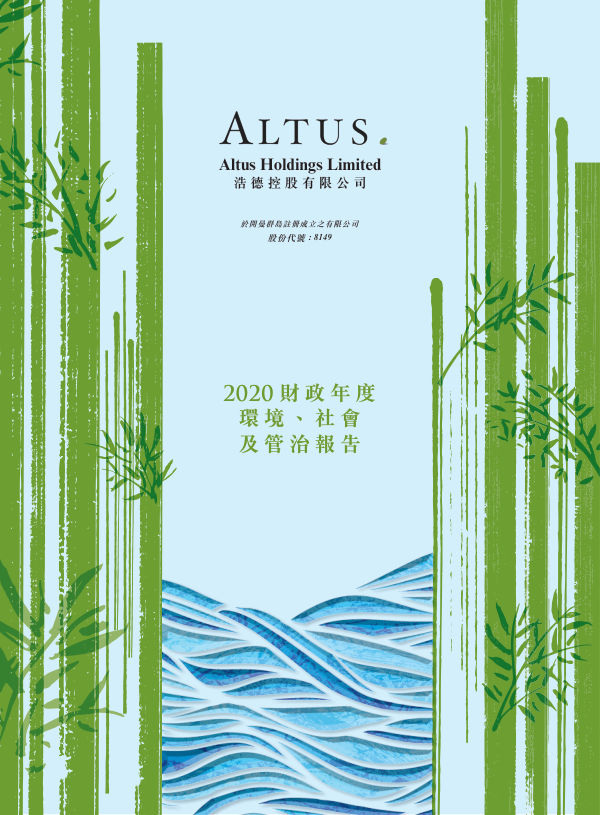 ALTUS.
Altus Holdings Limited
浩德控股有限公司
於開曼群島註冊成立之有限公司
股份代號：8149
2020財政年度
環境、社會
及管治報告